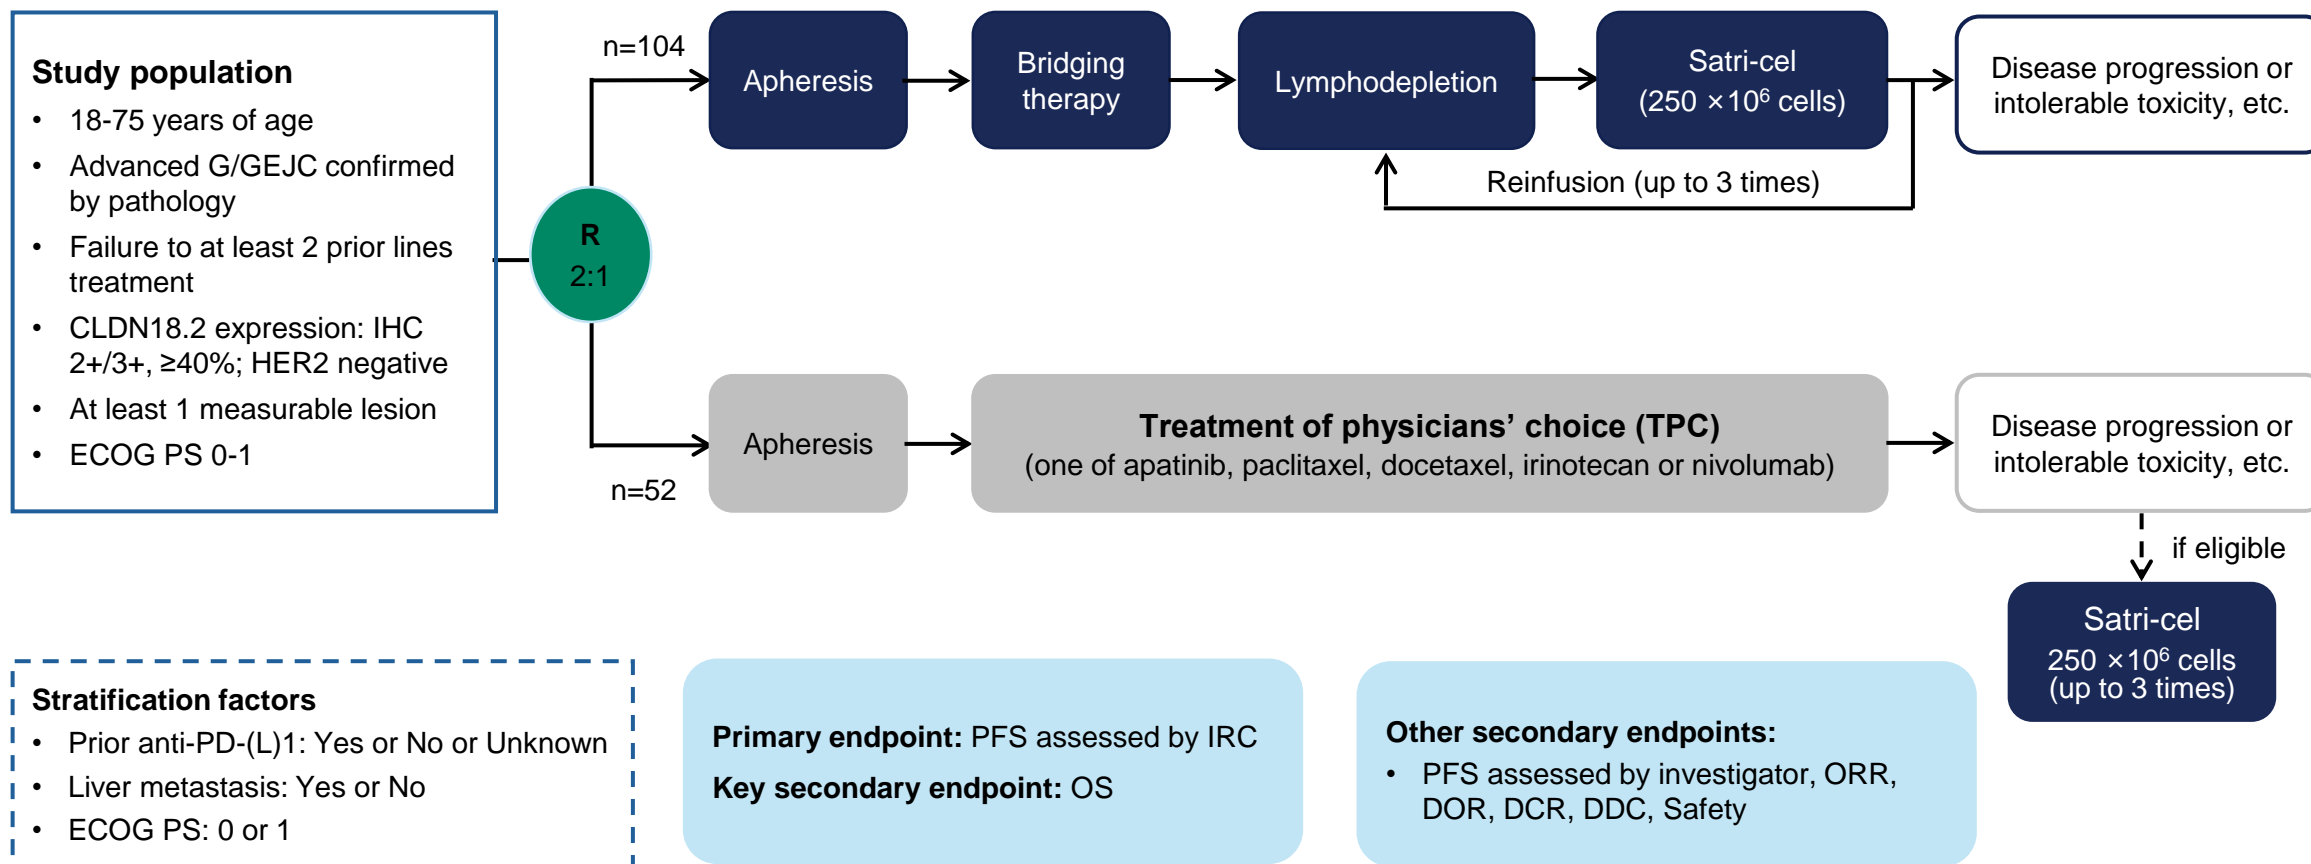 Study population
• 18-75 years of age
• Advanced G/GEJC confirmed
by pathology
• Failure to at least 2 prior lines
treatment
• CLDN18.2 expression: IHC
2+/3+, ≥40%; HER2 negative
• At least 1 measurable lesion
• ECOG PS 0-1
R
2:1
n=104
Apheresis
Bridging
therapy
Lymphodepletion
Satri-cel
(250 ×10⁶ cells)
Disease progression or
intolerable toxicity, etc.
Reinfusion (up to 3 times)
n=52
Apheresis
Treatment of physicians’ choice (TPC)
(one of apatinib, paclitaxel, docetaxel, irinotecan or nivolumab)
Disease progression or
intolerable toxicity, etc.
if eligible
Satri-cel
250 ×10⁶ cells
(up to 3 times)
Stratification factors
• Prior anti-PD-(L)1: Yes or No or Unknown
• Liver metastasis: Yes or No
• ECOG PS: 0 or 1
Primary endpoint: PFS assessed by IRC
Key secondary endpoint: OS
Other secondary endpoints:
• PFS assessed by investigator, ORR,
DOR, DCR, DDC, Safety